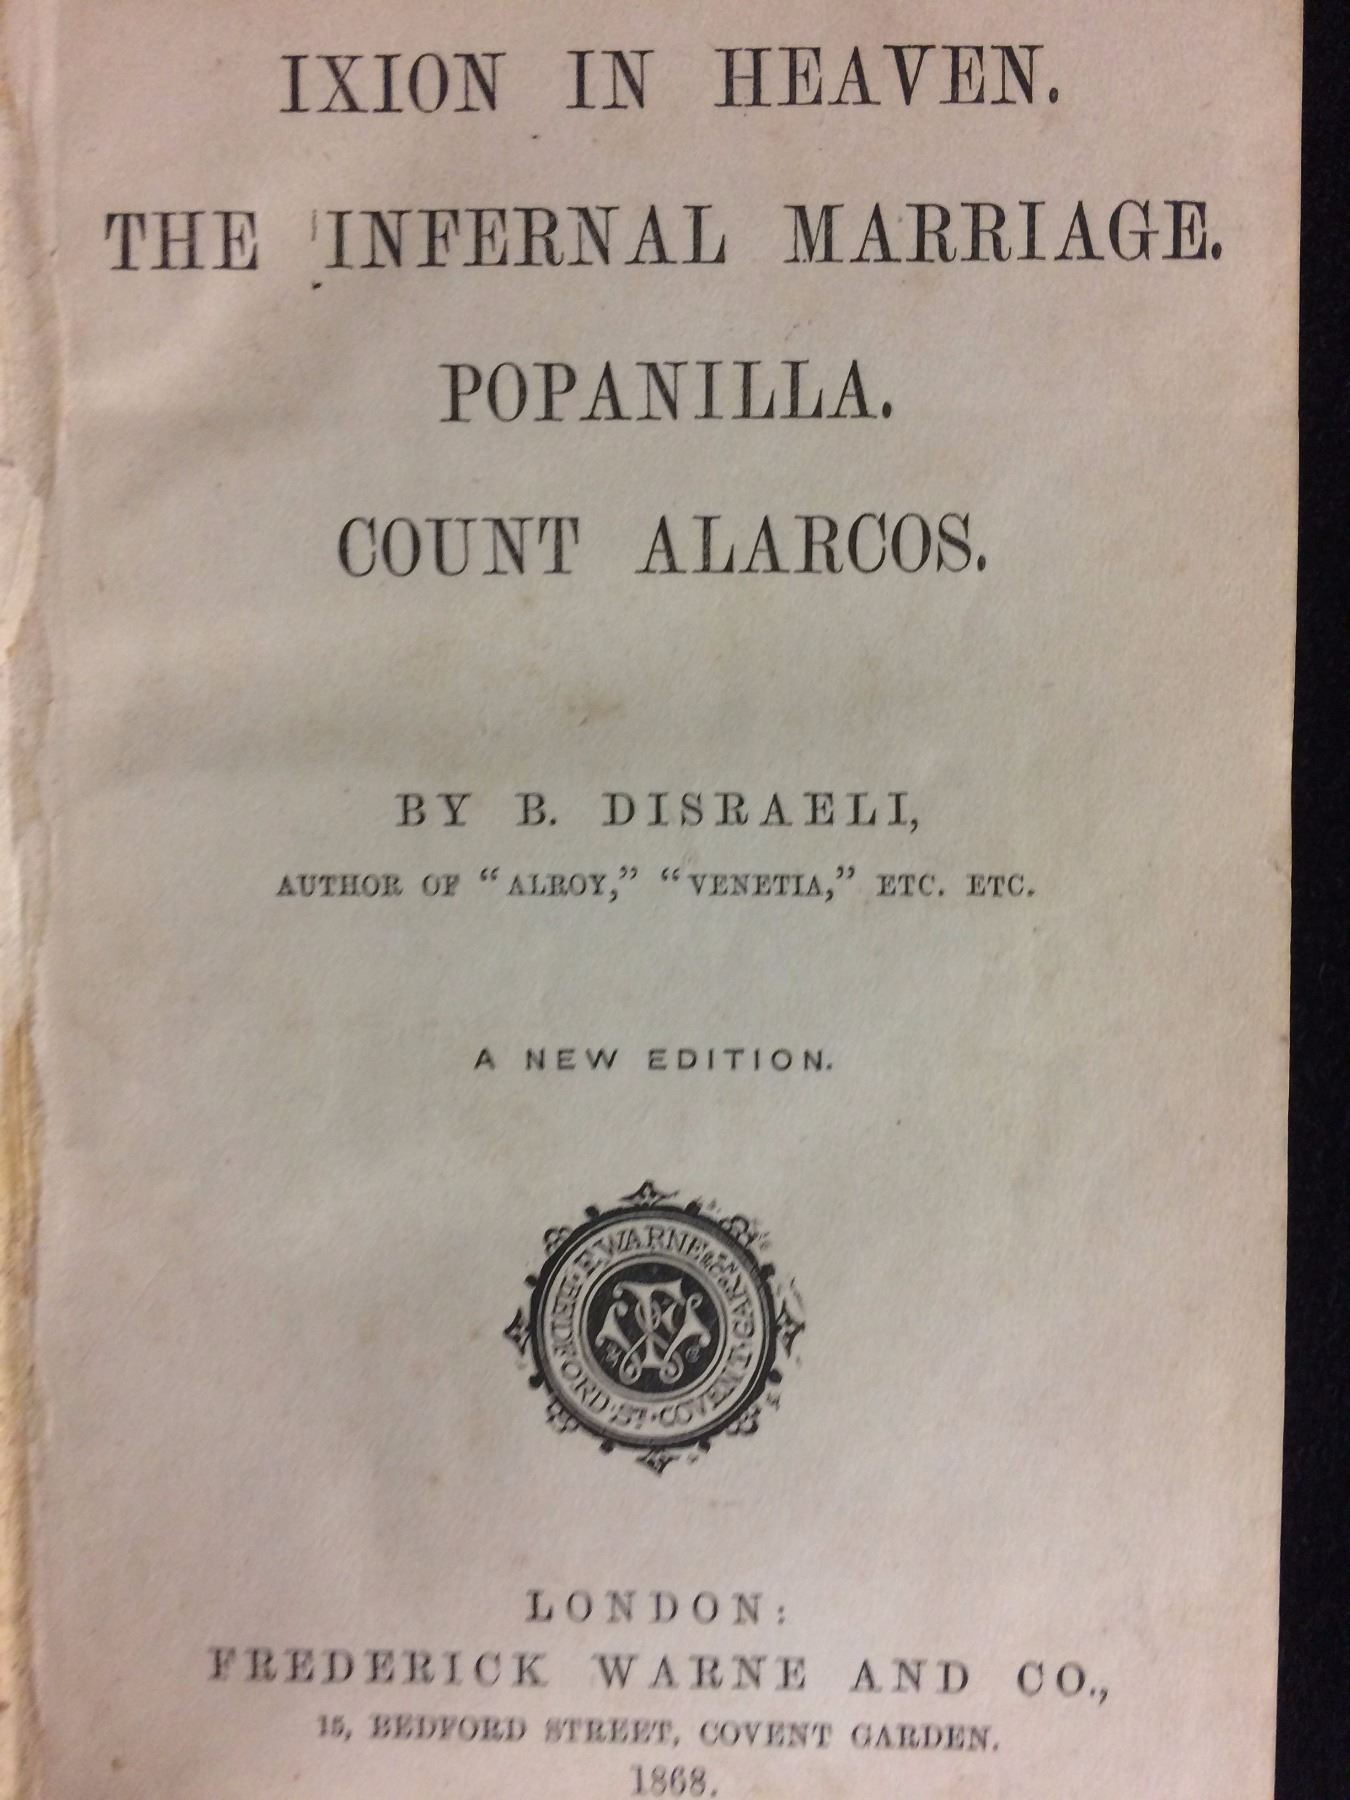 IXION IN HEAVEN.
THE INFERNAL MARRIAGE.
POPANILLA.
COUNT ALARCOS.
BY B. DISRAELI,
AUTHOR OF "ALROY," "VENETIA," ETC. ETC.
A NEW EDITION.
F. WARNE & Co.
BEDFORD · ST · COVENT · GAR
LONDON:
FREDERICK WARNE AND CO.,
15, BEDFORD STREET, COVENT GARDEN.
1868.